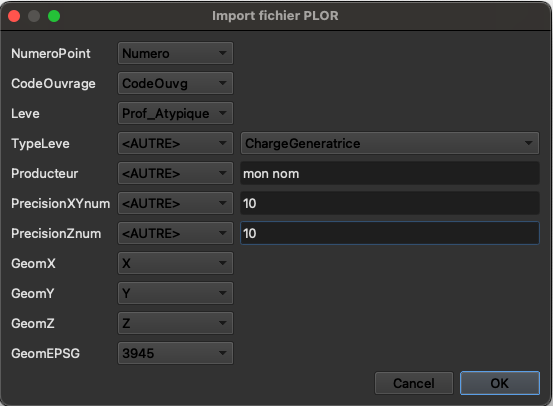 Import fichier PLOR
NumeroPoint Numero
CodeOuvrage CodeOuvg
Leve Prof_Atypique
TypeLeve <AUTRE> ChargeGeneratrice
Producteur <AUTRE> mon nom
PrecisionXYnum <AUTRE> 10
PrecisionZnum <AUTRE> 10
GeomX X
GeomY Y
GeomZ Z
GeomEPSG 3945
Cancel OK